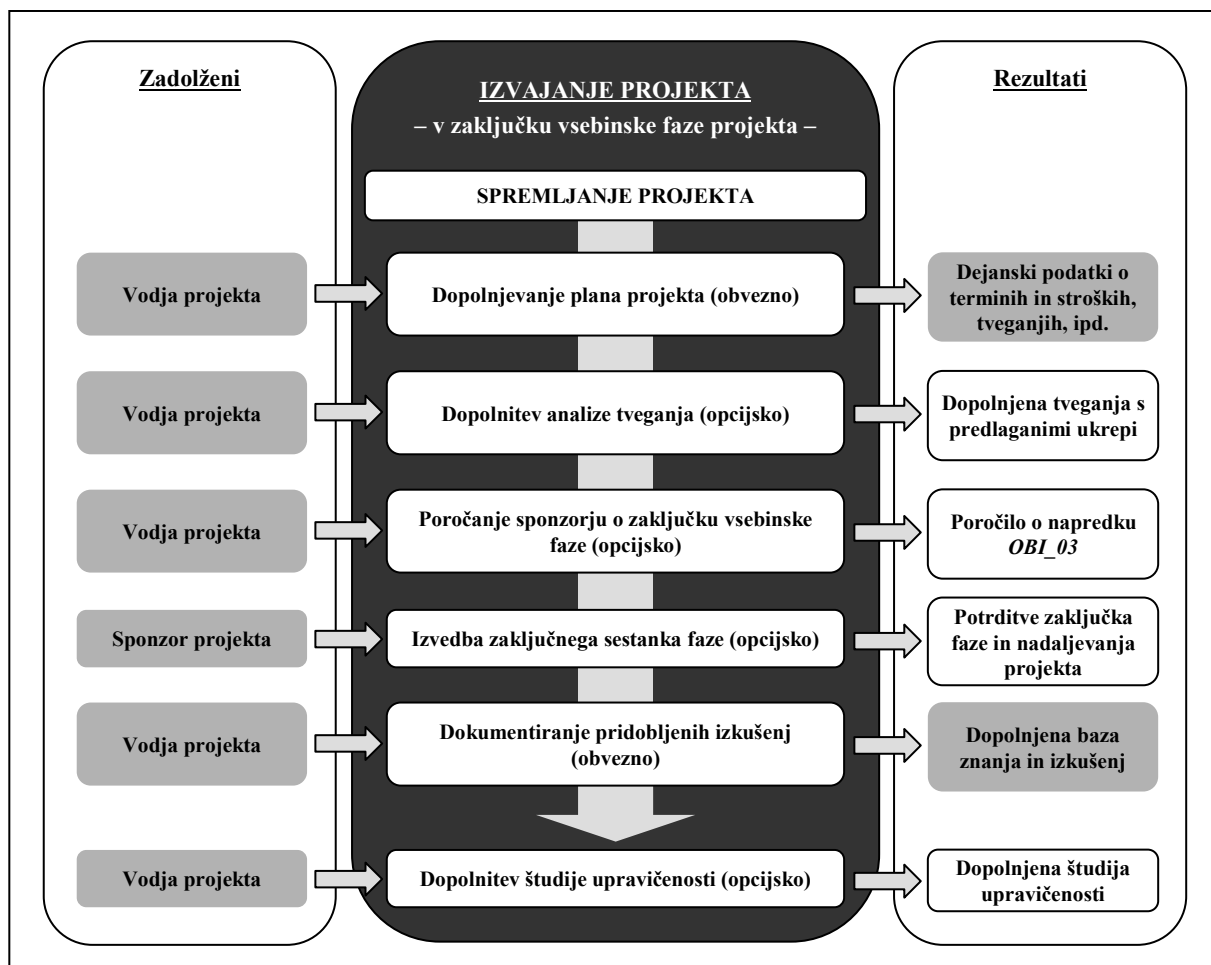 Zadolženi
IZVAJANJE PROJEKTA
– v zaključku vsebinske faze projekta –
Rezultati
SPREMLJANJE PROJEKTA
Vodja projekta
Dopolnjevanje plana projekta (obvezno)
Dejanski podatki o
terminih in stroških,
tveganjih, ipd.
Vodja projekta
Dopolnitev analize tveganja (opcijsko)
Dopolnjena tveganja s
predlaganimi ukrepi
Vodja projekta
Poročanje sponzorju o zaključku vsebinske
faze (opcijsko)
Poročilo o napredku
OBI_03
Sponzor projekta
Izvedba zaključnega sestanka faze (opcijsko)
Potrditve zaključka
faze in nadaljevanja
projekta
Vodja projekta
Dokumentiranje pridobljenih izkušenj
(obvezno)
Dopolnjena baza
znanja in izkušenj
Vodja projekta
Dopolnitev študije upravičenosti (opcijsko)
Dopolnjena študija
upravičenosti